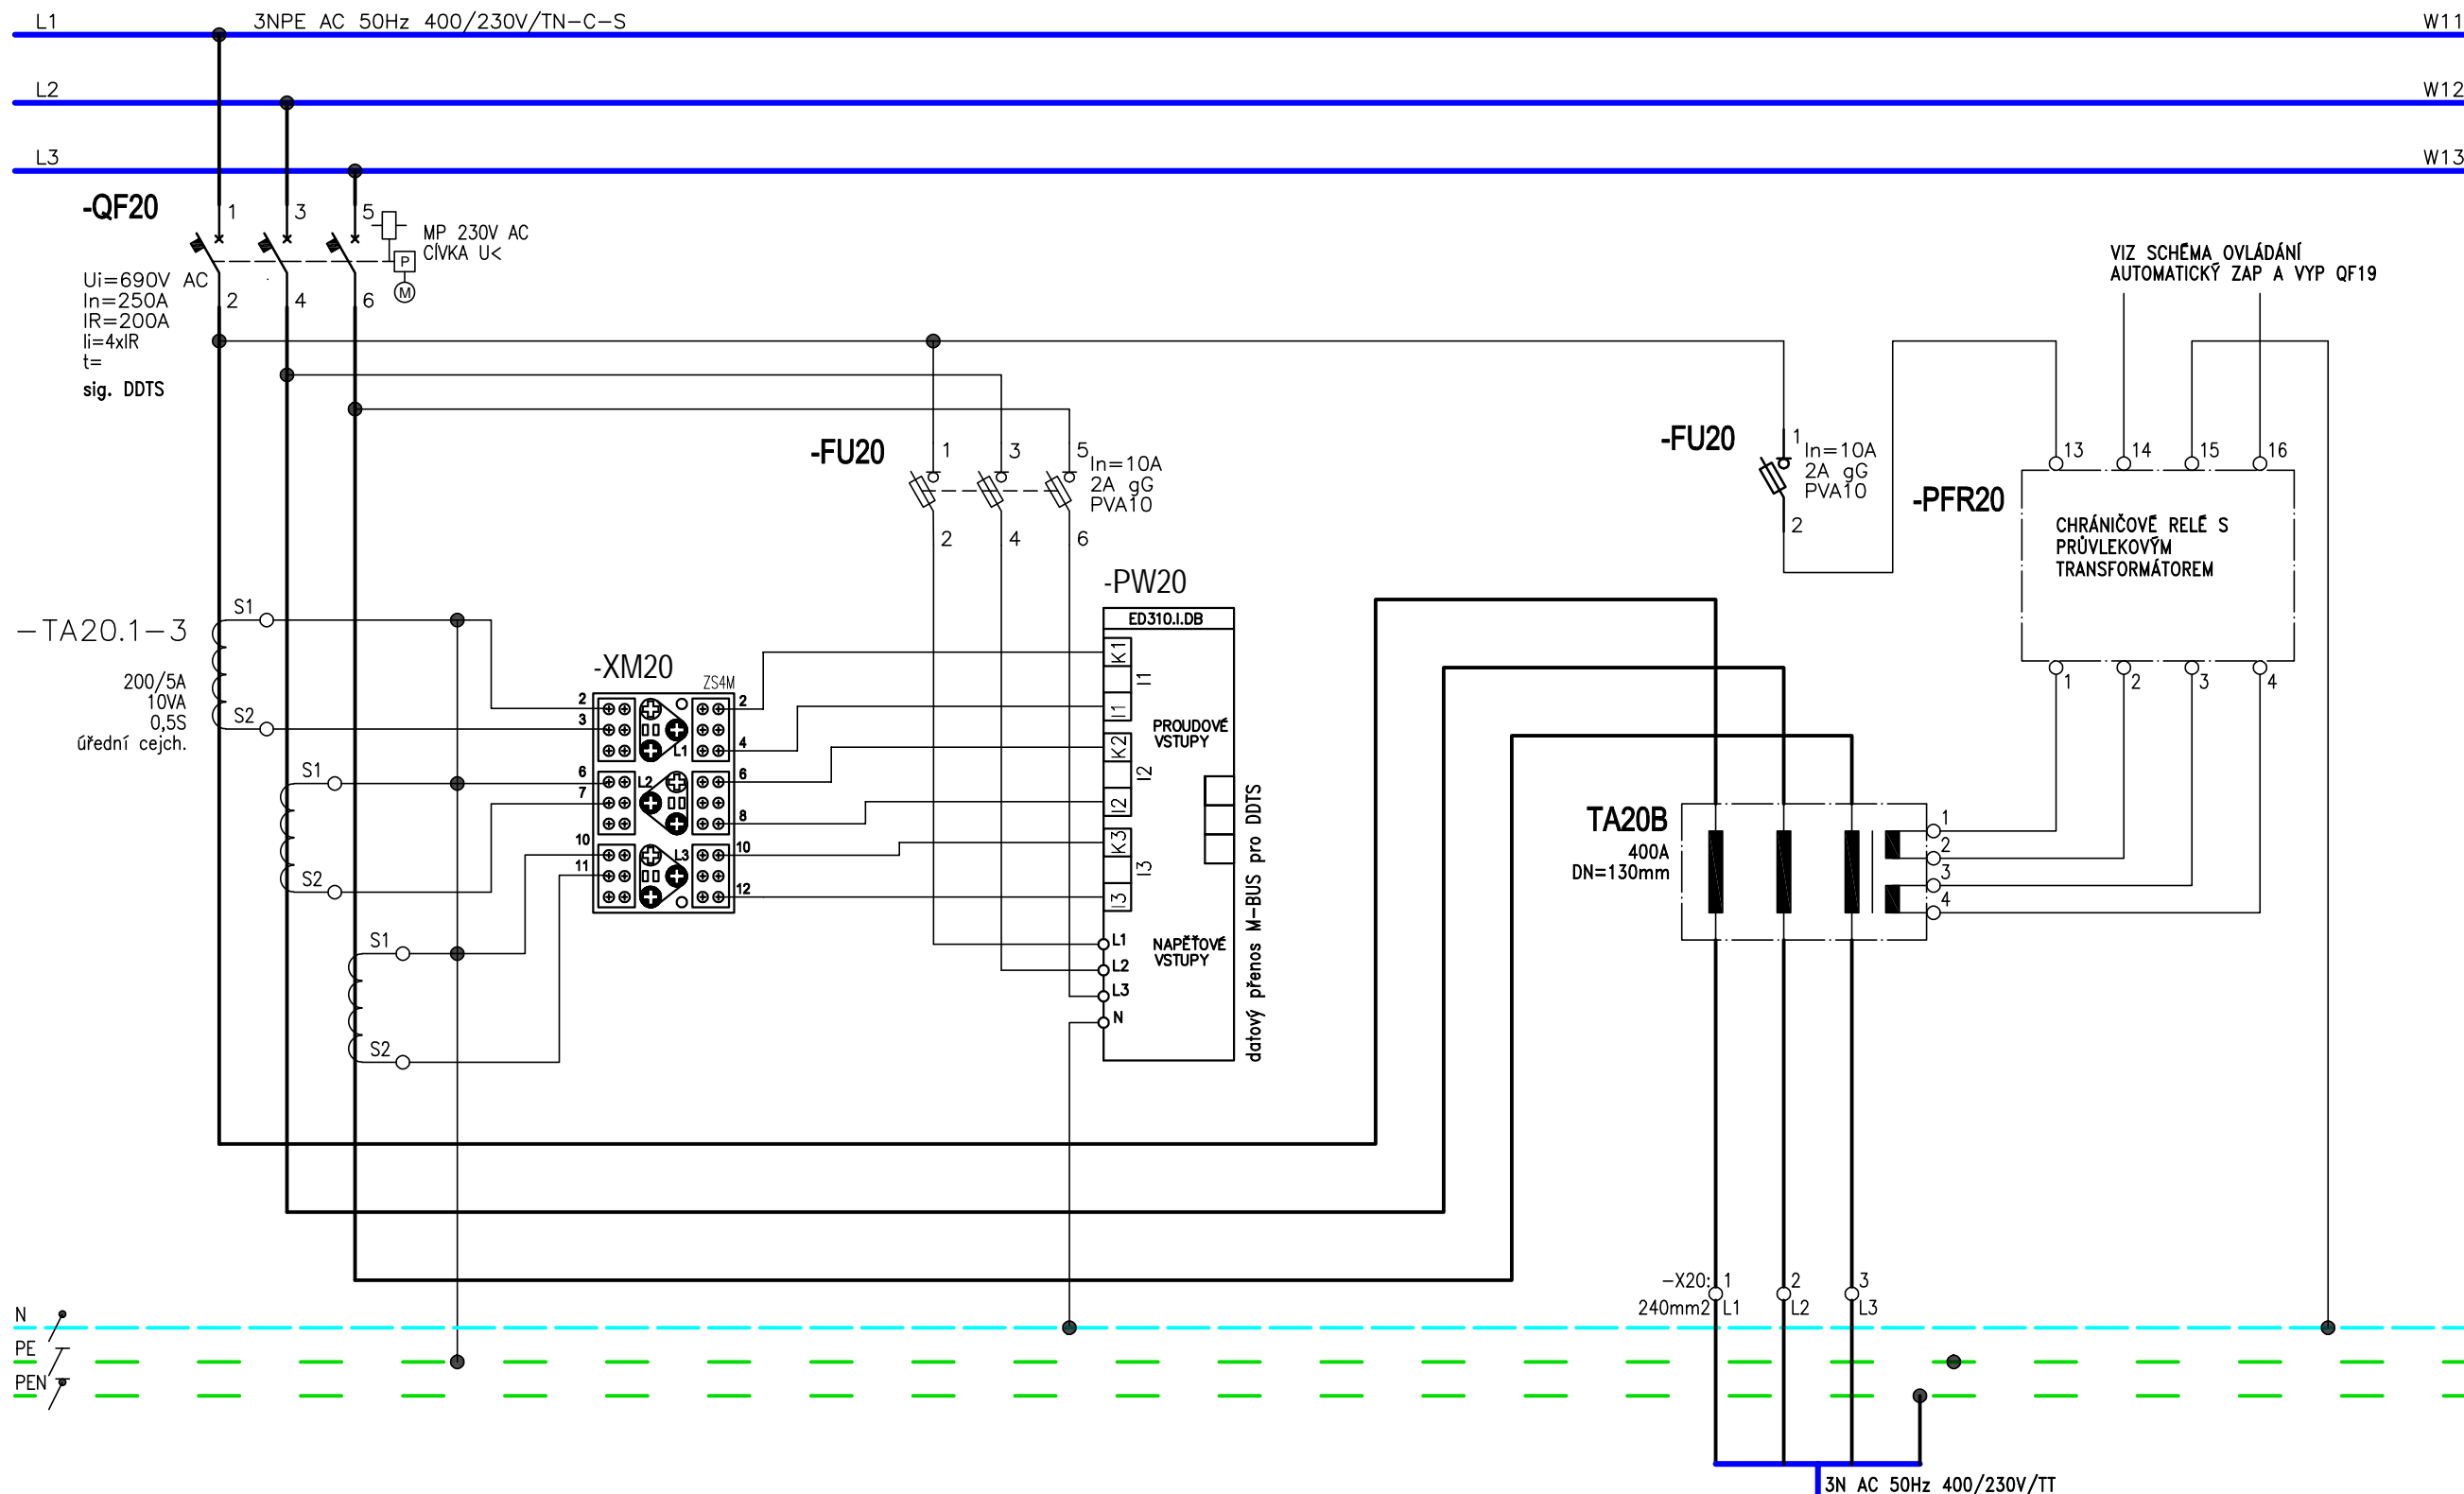 L1
3NPE AC 50Hz 400/230V/TN-C-S
W11
L2
W12
L3
W13
-QF20
1
3
5
MP 230V AC
CÍVKA U<
P
M
Ui=690V AC
In=250A
IR=200A
Ii=4xIR
t=
sig. DDTS
2
4
6
VIZ SCHÉMA OVLÁDÁNÍ
AUTOMATICKÝ ZAP A VYP QF19
-FU20
1
3
5
In=10A
2A gG
PVA10
2
4
6
-FU20
1
In=10A
2A gG
PVA10
2
13
14
15
16
-PFR20
CHRÁNIČOVÉ RELÉ S
PRŮVLEKOVÝM
TRANSFORMÁTOREM
1
2
3
4
-TA20.1-3
200/5A
10VA
0,5S
úřední cejch.
S1
S2
S1
S2
S1
S2
-XM20
ZS4M
2
3
6
7
10
11
L1
L2
L3
2
4
6
8
10
12
-PW20
ED310.I.DB
K1
I1
I1
K2
I2
I2
K3
I3
I3
PROUDOVÉ
VSTUPY
NAPĚŤOVÉ
VSTUPY
L1
L2
L3
N
datový přenos M-BUS pro DDTS
TA20B
400A
DN=130mm
1
2
3
4
-X20:
1
2
3
240mm2
L1
L2
L3
N
PE
PEN
3N AC 50Hz 400/230V/TT